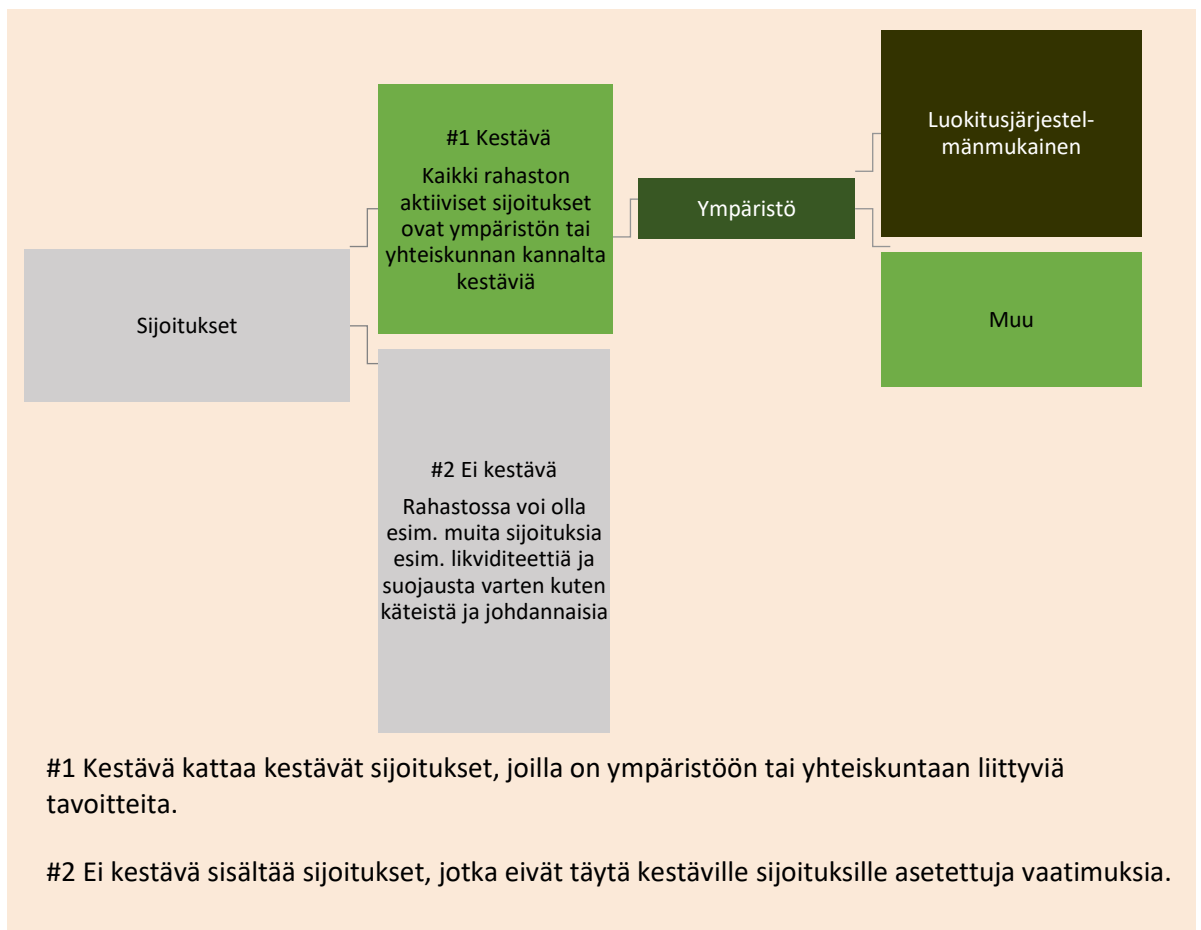 Sijoitukset
#1 Kestävä
Kaikki rahaston
aktiiviset sijoitukset
ovat ympäristön tai
yhteiskunnan kannalta
kestäviä
#2 Ei kestävä
Rahastossa voi olla
esim. muita sijoituksia
esim. likviditeettiä ja
suojausta varten kuten
käteistä ja johdannaisia
Ympäristö
Luokitusjärjestel-
mänmukainen
Muu
#1 Kestävä kattaa kestävät sijoitukset, joilla on ympäristöön tai yhteiskuntaan liittyviä
tavoitteita.
#2 Ei kestävä sisältää sijoitukset, jotka eivät täytä kestäville sijoituksille asetettuja vaatimuksia.